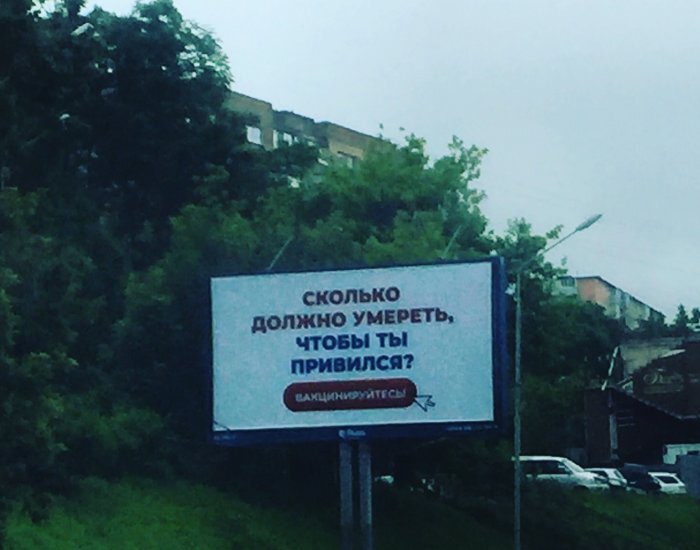 СКОЛЬКО
ДОЛЖНО УМЕРЕТЬ,
ЧТОБЫ ТЫ
ПРИВИЛСЯ?
ВАКЦИНИРУЙТЕСЬ!